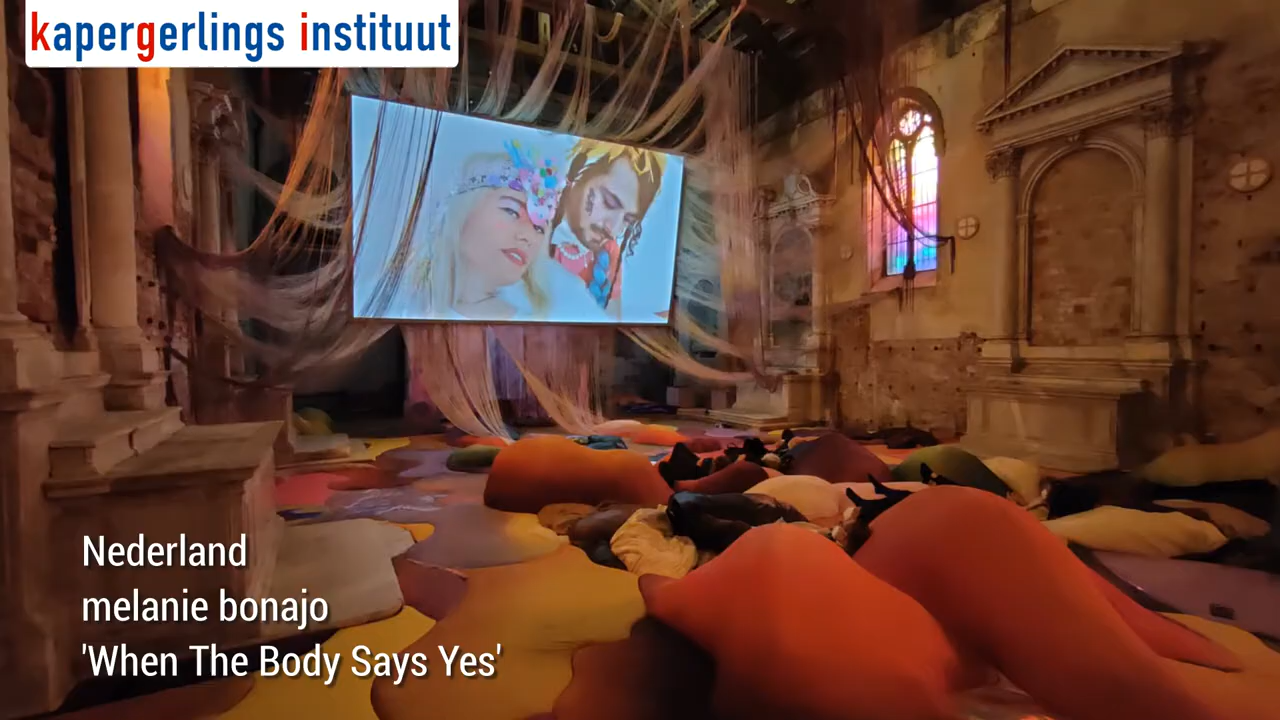 kapergerlings instituut
Nederland
melanie bonajo
'When The Body Says Yes'